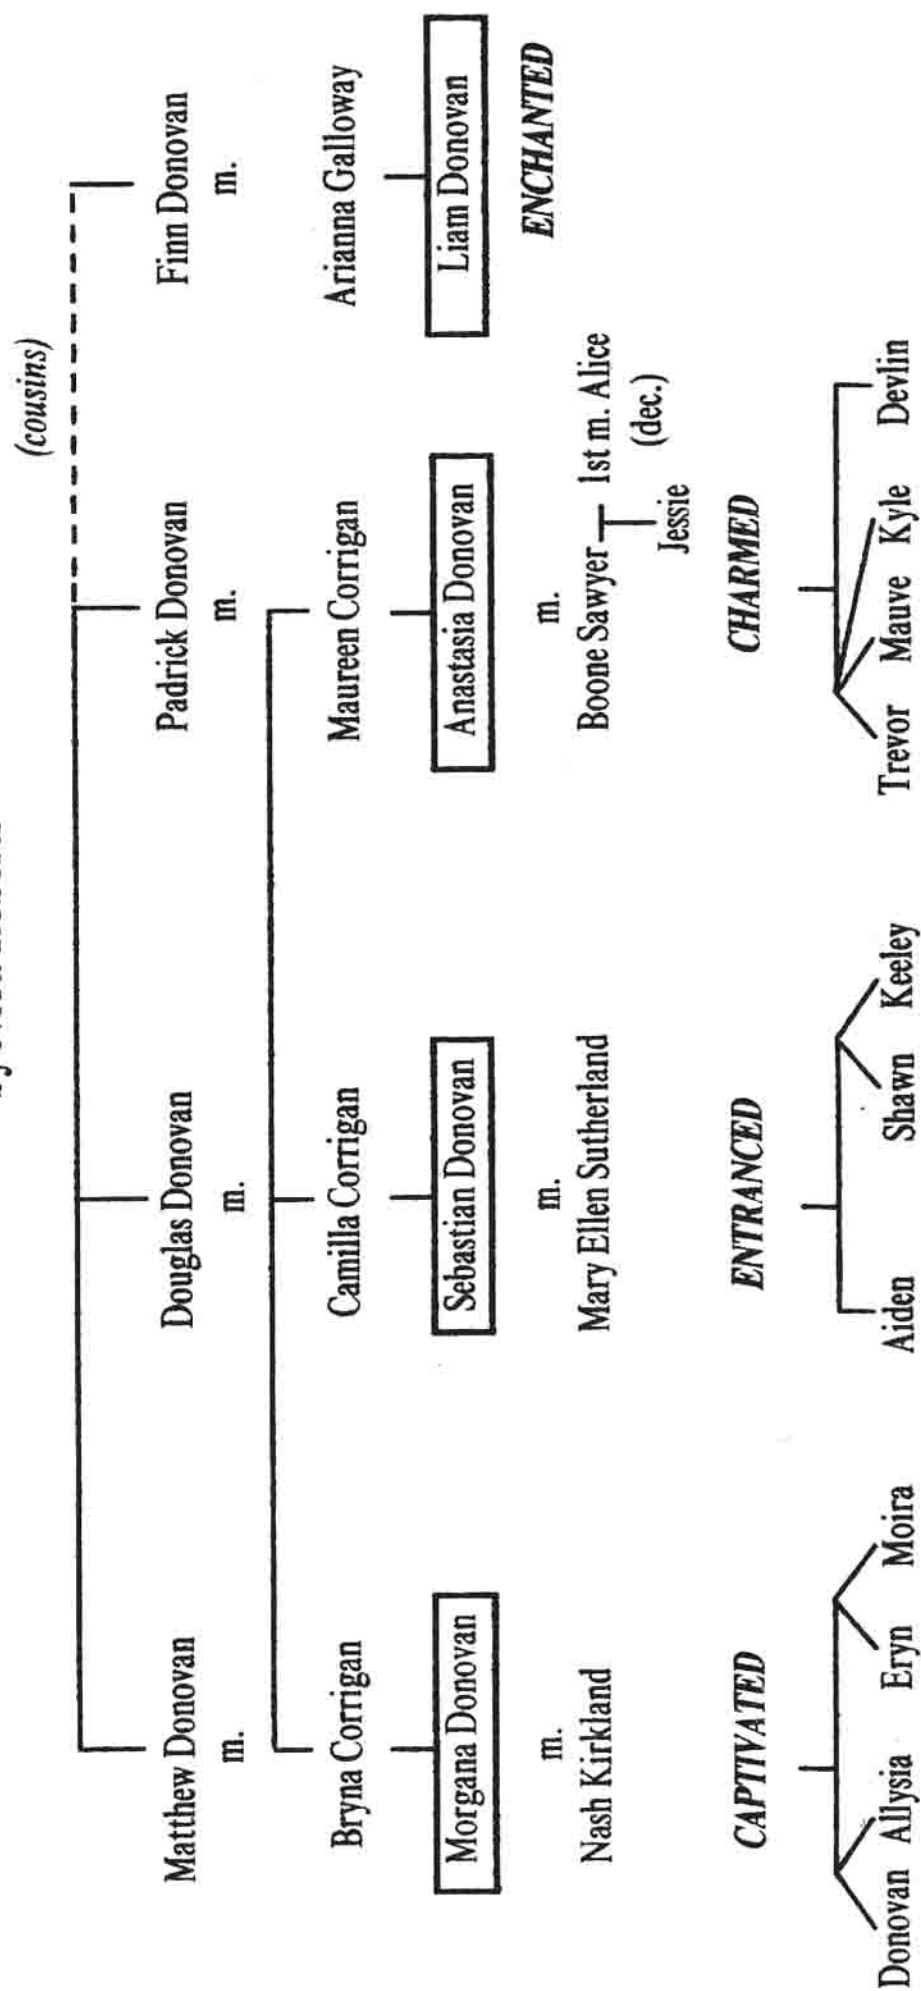 (cousins)
Matthew Donovan Douglas Donovan Padrick Donovan Finn Donovan
m. m. m. m.
Bryna Corrigan Camilla Corrigan Maureen Corrigan Arianna Galloway
Morgana Donovan Sebastian Donovan Anastasia Donovan Liam Donovan
m. m. m. ENCHANTED
Nash Kirkland Mary Ellen Sutherland Boone Sawyer 1st m. Alice
(dec.)
Jessie
CAPTIVATED ENTRANCED CHARMED
Donovan Allysia Eryn Moira Aiden Shawn Keeley Trevor Mauve Kyle Devlin